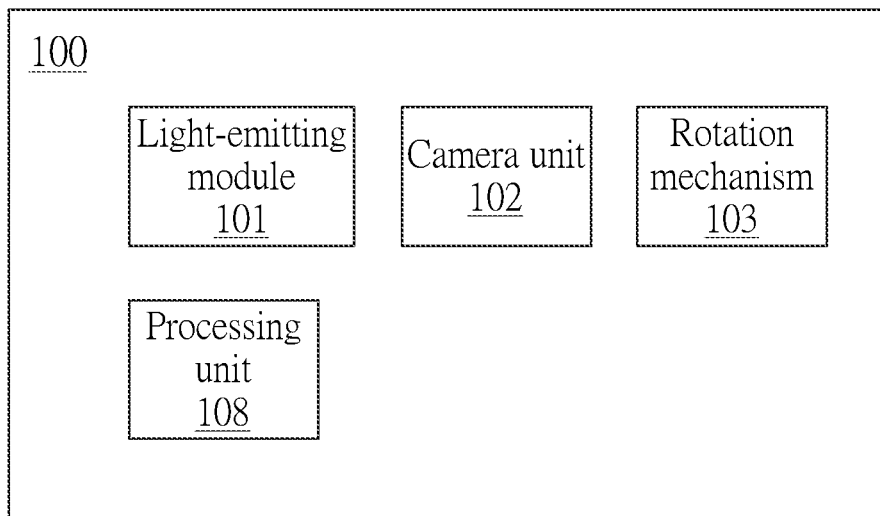 100
Light-emitting
module
101
Camera unit
102
Rotation
mechanism
103
Processing
unit
108